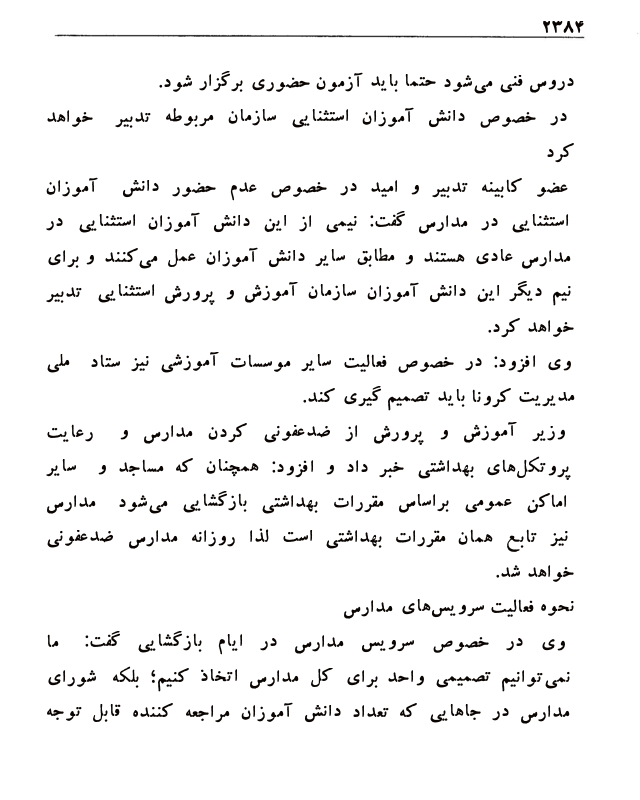 ۲۳۸۴
دروس فنی می‌شود حتما باید آزمون حضوری برگزار شود.
در خصوص دانش آموزان استثنایی سازمان مربوطه تدبیر خواهد
کرد
عضو کابینه تدبیر و امید در خصوص عدم حضور دانش آموزان
استثنایی در مدارس گفت: نیمی از این دانش آموزان استثنایی در
مدارس عادی هستند و مطابق سایر دانش آموزان عمل می‌کنند و برای
نیم دیگر این دانش آموزان سازمان آموزش و پرورش استثنایی تدبیر
خواهد کرد.
وی افزود: در خصوص فعالیت سایر موسسات آموزشی نیز ستاد ملی
مدیریت کرونا باید تصمیم گیری کند.
وزیر آموزش و پرورش از ضدعفونی کردن مدارس و رعایت
پروتکل‌های بهداشتی خبر داد و افزود: همچنان که مساجد و سایر
اماکن عمومی براساس مقررات بهداشتی بازگشایی می‌شود مدارس
نیز تابع همان مقررات بهداشتی است لذا روزانه مدارس ضدعفونی
خواهد شد.
نحوه فعالیت سرویس‌های مدارس
وی در خصوص سرویس مدارس در ایام بازگشایی گفت: ما
نمی‌توانیم تصمیمی واحد برای کل مدارس اتخاذ کنیم؛ بلکه شورای
مدارس در جاهایی که تعداد دانش آموزان مراجعه کننده قابل توجه